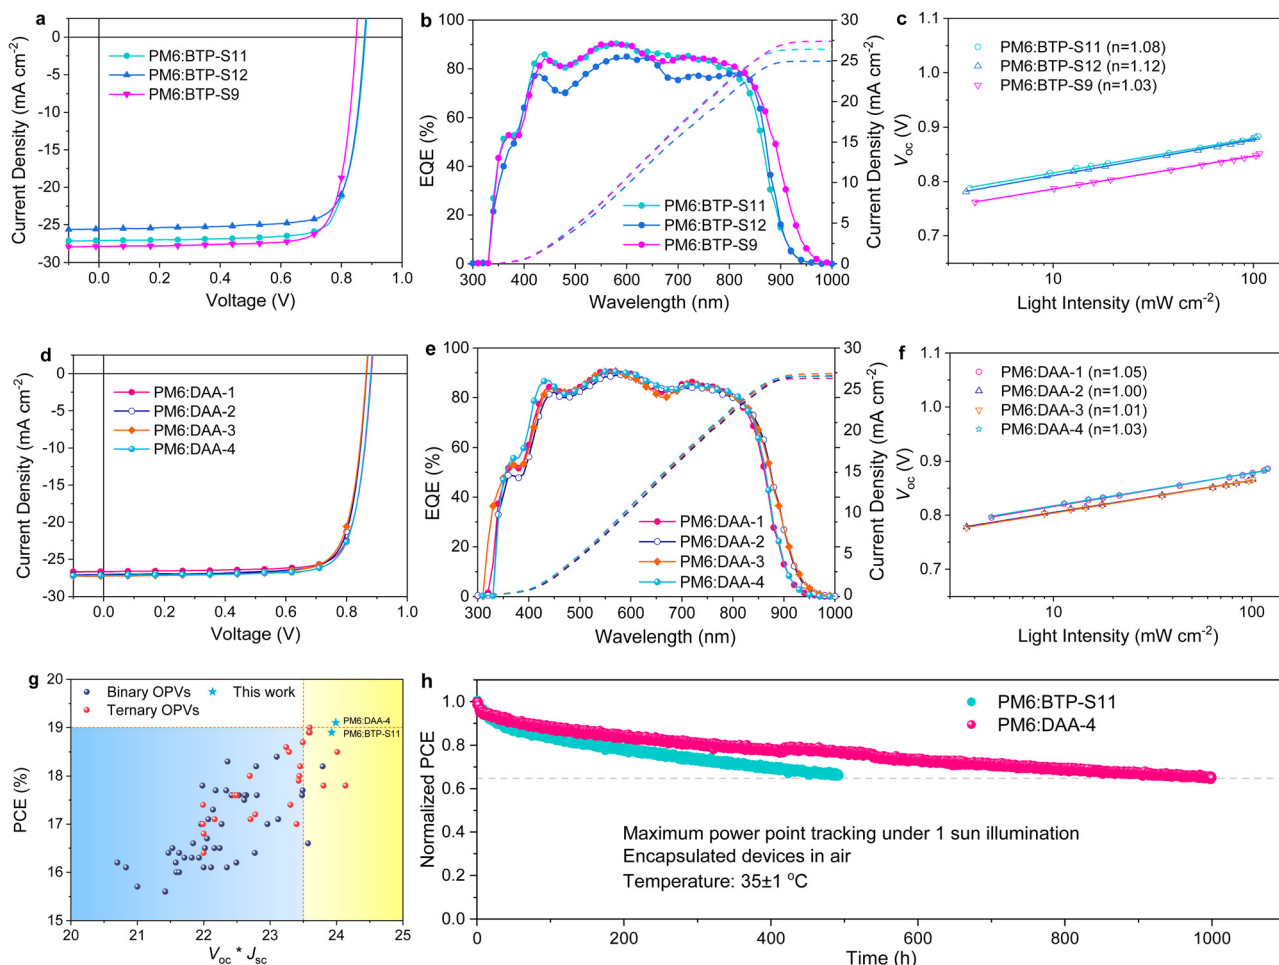 a
PM6:BTP-S11
PM6:BTP-S12
PM6:BTP-S9
Current Density (mA cm⁻²)
0
-5
-10
-15
-20
-25
-30
0.0 0.2 0.4 0.6 0.8 1.0
Voltage (V)
b
PM6:BTP-S11
PM6:BTP-S12
PM6:BTP-S9
EQE (%)
100
80
60
40
20
0
Current Density (mA cm⁻²)
30
25
20
15
10
5
0
300 400 500 600 700 800 900 1000
Wavelength (nm)
c
PM6:BTP-S11 (n=1.08)
PM6:BTP-S12 (n=1.12)
PM6:BTP-S9 (n=1.03)
Voc (V)
1.1
1.0
0.9
0.8
0.7
10 100
Light Intensity (mW cm⁻²)
d
PM6:DAA-1
PM6:DAA-2
PM6:DAA-3
PM6:DAA-4
Current Density (mA cm⁻²)
0
-5
-10
-15
-20
-25
-30
0.0 0.2 0.4 0.6 0.8 1.0
Voltage (V)
e
PM6:DAA-1
PM6:DAA-2
PM6:DAA-3
PM6:DAA-4
EQE (%)
100
80
60
40
20
0
Current Density (mA cm⁻²)
30
25
20
15
10
5
0
300 400 500 600 700 800 900 1000
Wavelength (nm)
f
PM6:DAA-1 (n=1.05)
PM6:DAA-2 (n=1.00)
PM6:DAA-3 (n=1.01)
PM6:DAA-4 (n=1.03)
Voc (V)
1.1
1.0
0.9
0.8
0.7
10 100
Light Intensity (mW cm⁻²)
g
Binary OPVs This work
Ternary OPVs
PM6:DAA-4
PM6:BTP-S11
PCE (%)
20
19
18
17
16
15
20 21 22 23 24 25
Voc * Jsc
h
PM6:BTP-S11
PM6:DAA-4
Normalized PCE
1.0
0.8
0.6
0.4
0.2
0.0
Maximum power point tracking under 1 sun illumination
Encapsulated devices in air
Temperature: 35±1 °C
0 200 400 600 800 1000
Time (h)